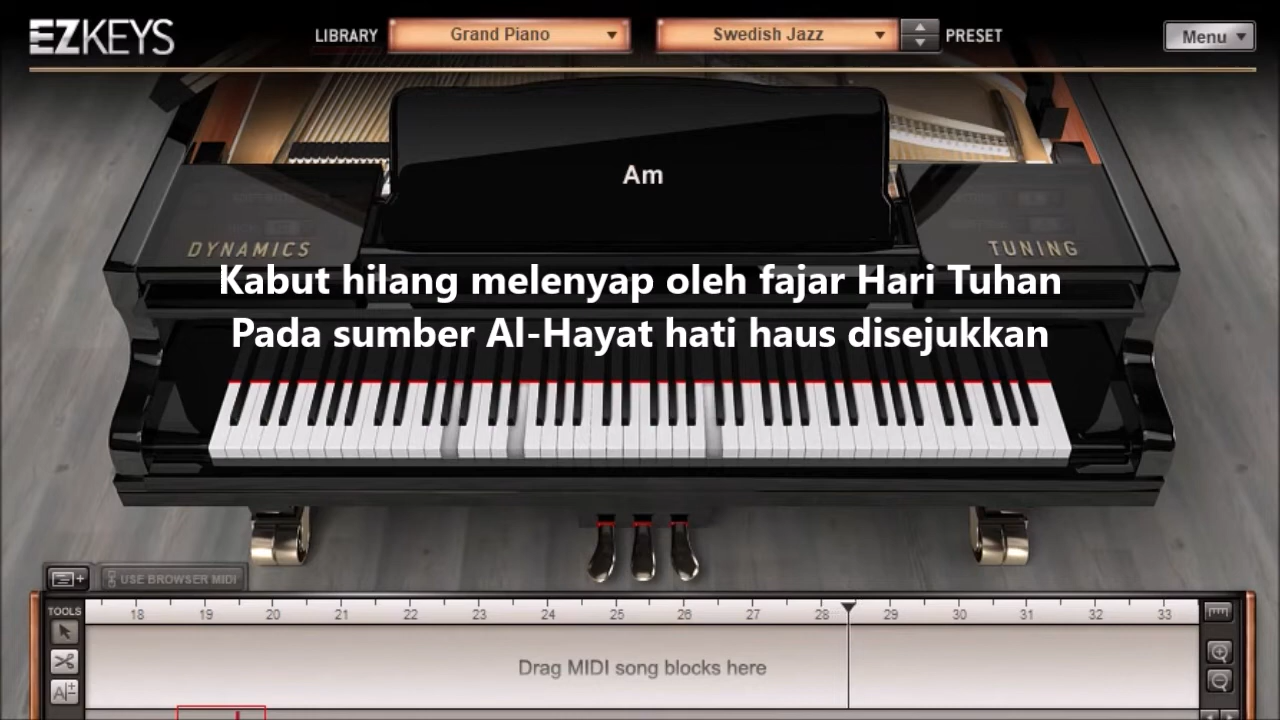 EZKEYS
LIBRARY
Grand Piano
Swedish Jazz
PRESET
Menu
Am
DYNAMICS
TUNING
Kabut hilang melenyap oleh fajar Hari Tuhan
Pada sumber Al-Hayat hati haus disejukkan
USE BROWSER MIDI
TOOLS
18 19 20 21 22 23 24 25 26 27 28 29 30 31 32 33
Drag MIDI song blocks here